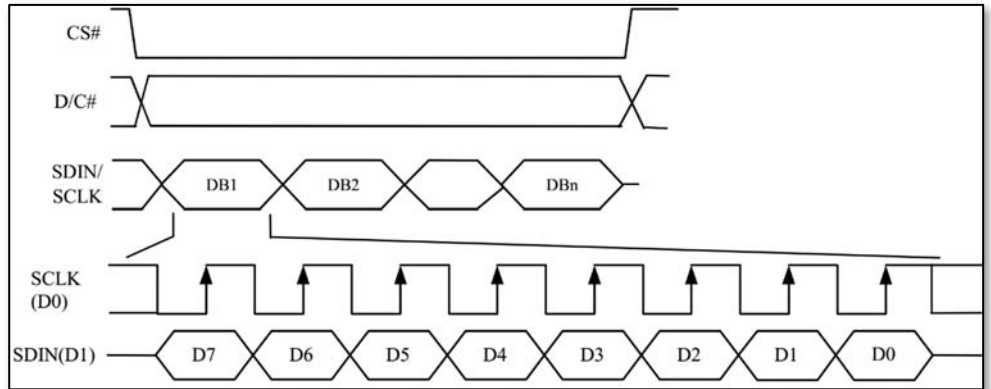 CS#
D/C#
SDIN/
SCLK
DB1 DB2 DBn
SCLK
(D0)
SDIN(D1) D7 D6 D5 D4 D3 D2 D1 D0